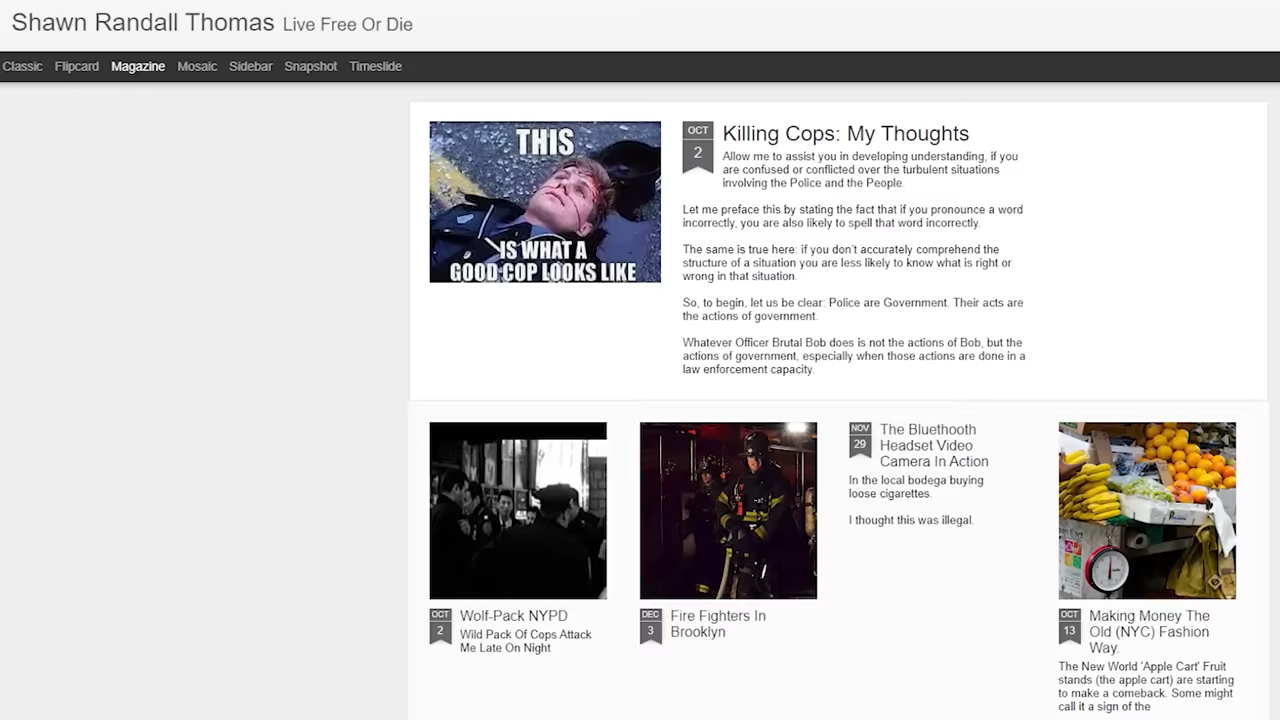 Shawn Randall Thomas Live Free Or Die
Classic Flipcard Magazine Mosaic Sidebar Snapshot Timeslide
THIS
IS WHAT A
GOOD COP LOOKS LIKE
OCT
2
Killing Cops: My Thoughts
Allow me to assist you in developing understanding, if you
are confused or conflicted over the turbulent situations
involving the Police and the People.
Let me preface this by stating the fact that if you pronounce a word
incorrectly, you are also likely to spell that word incorrectly.
The same is true here: if you don't accurately comprehend the
structure of a situation you are less likely to know what is right or
wrong in that situation.
So, to begin, let us be clear: Police are Government. Their acts are
the actions of government.
Whatever Officer Brutal Bob does is not the actions of Bob, but the
actions of government, especially when those actions are done in a
law enforcement capacity.
OCT
2
Wolf-Pack NYPD
Wild Pack Of Cops Attack
Me Late On Night
DEC
3
Fire Fighters In
Brooklyn
NOV
29
The Bluethooth
Headset Video
Camera In Action
In the local bodega buying
loose cigarettes.
I thought this was illegal.
OCT
13
Making Money The
Old (NYC) Fashion
Way.
The New World 'Apple Cart' Fruit
stands (the apple cart) are starting
to make a comeback. Some might
call it a sign of the